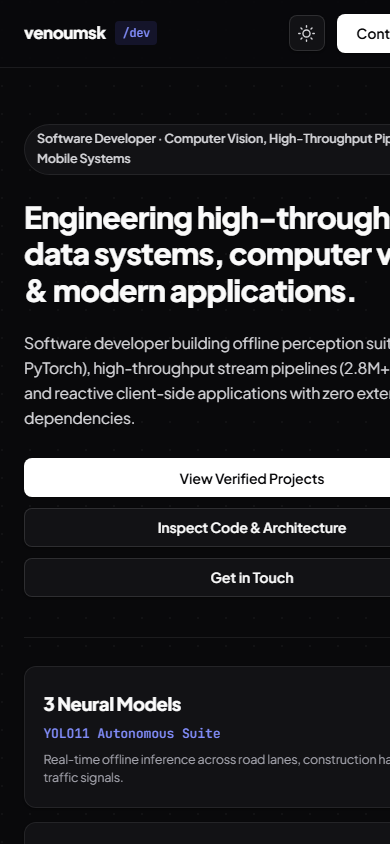 venoumsk /dev Cont
Software Developer · Computer Vision, High-Throughput Pip
Mobile Systems
Engineering high-through
data systems, computer v
& modern applications.
Software developer building offline perception suit
PyTorch), high-throughput stream pipelines (2.8M+
and reactive client-side applications with zero exter
dependencies.
View Verified Projects
Inspect Code & Architecture
Get in Touch
3 Neural Models
YOLO11 Autonomous Suite
Real-time offline inference across road lanes, construction ha
traffic signals.